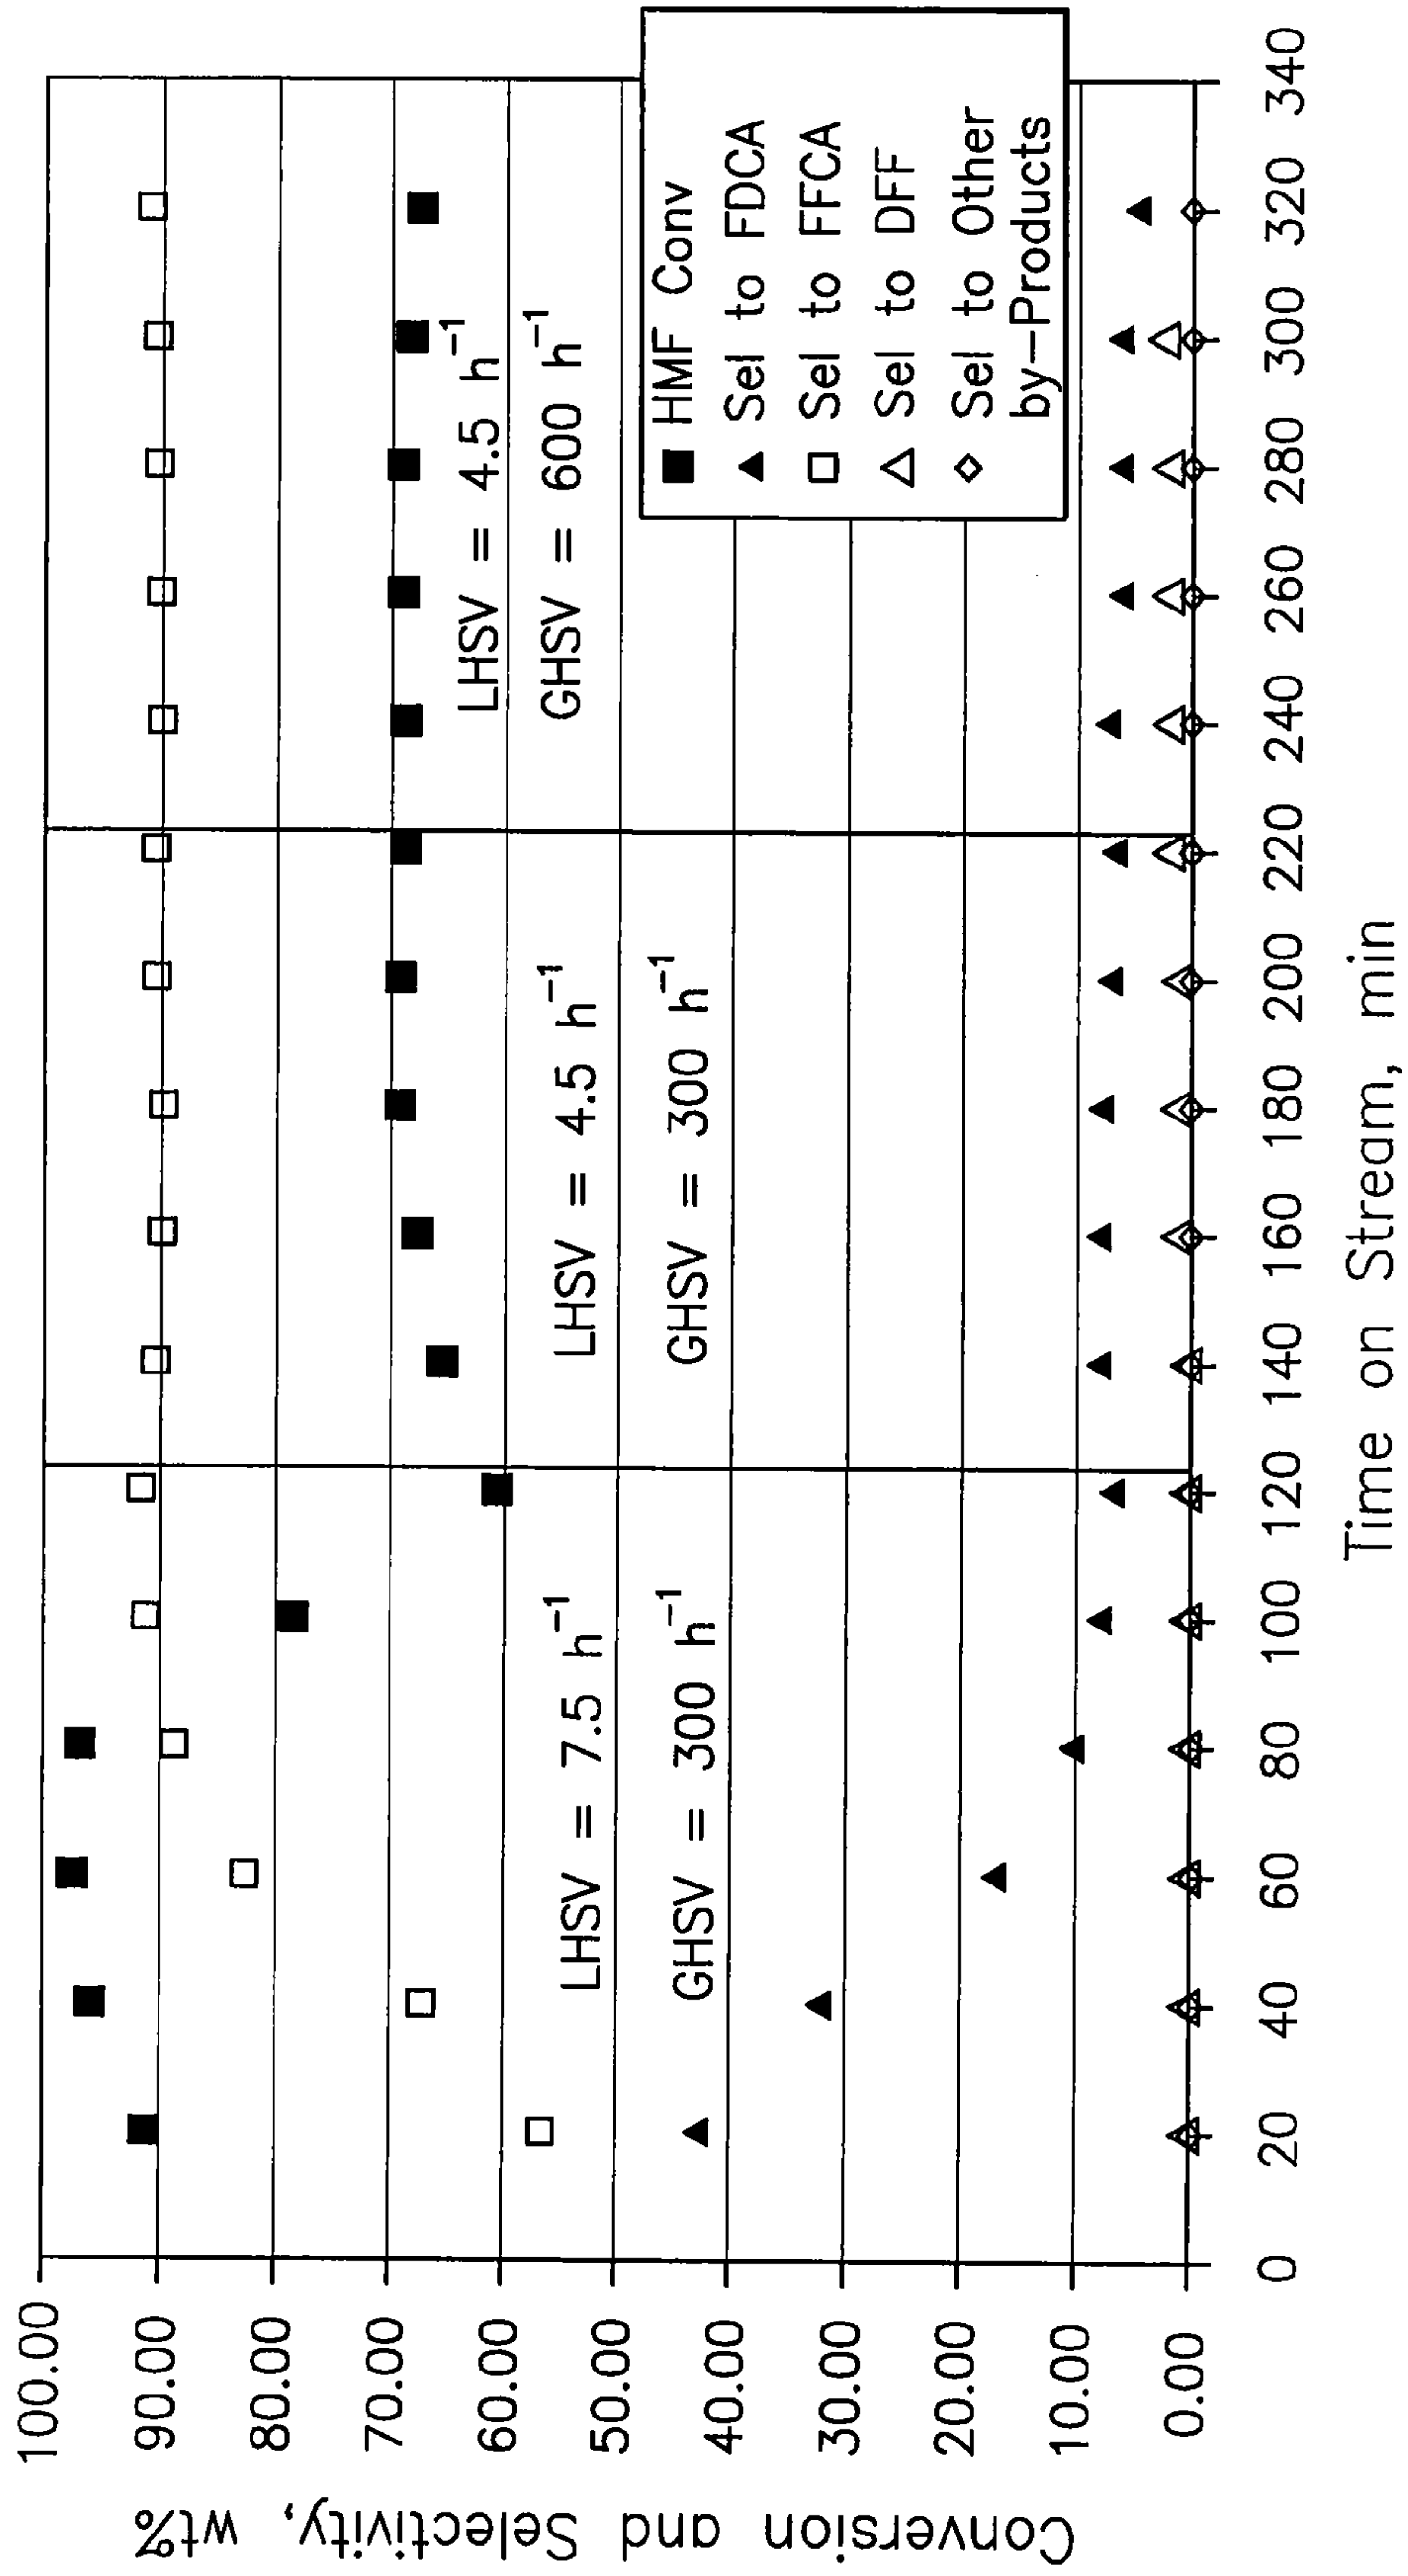 Conversion and Selectivity, wt%
100.00
90.00
80.00
70.00
60.00
50.00
40.00
30.00
20.00
10.00
0.00
LHSV = 7.5 h⁻¹
GHSV = 300 h⁻¹
LHSV = 4.5 h⁻¹
GHSV = 300 h⁻¹
LHSV = 4.5 h⁻¹
GHSV = 600 h⁻¹
HMF Conv
Sel to FDCA
Sel to FFCA
Sel to DFF
Sel to Other
by-Products
0 20 40 60 80 100 120 140 160 180 200 220 240 260 280 300 320 340
Time on Stream, min